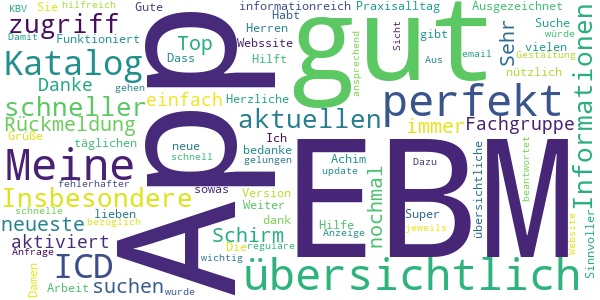 KBV
Sie
hilfreich
Gute
informationreich
Praxisalltag
Ausgezeichnet
zugriff
Habt
Herren
Damit
Funktioniert
Top
Webssite
gibt
Sehr
Suche
würde
vielen
Katalog
Dass
Hilft
Sicht
ansprechend
Aus
email
Gestaltung
gehen
App
gut
nützlich
Informationen
Danke
einfach
Herzliche
perfekt
schneller
Rückmeldung
aktuellen
immer
Fachgruppe
Grüße
täglichen
neue
Ich
bedanke
schnell
gelungen
Achim
Dazu
EBM
nochmal
übersichtliche
beantwortet
Meine
fehlerhafter
sowas
update
Insbesondere
Version
Weiter
lieben
Super
jeweils
neueste
schnelle
bezüglich
dank
Hilfe
Anzeige
Website
Sinnvoller
aktiviert
Schirm
Anfrage
Die
reguläre
ICD
suchen
wichtig
übersichtlich
Damen
Arbeit
wurde